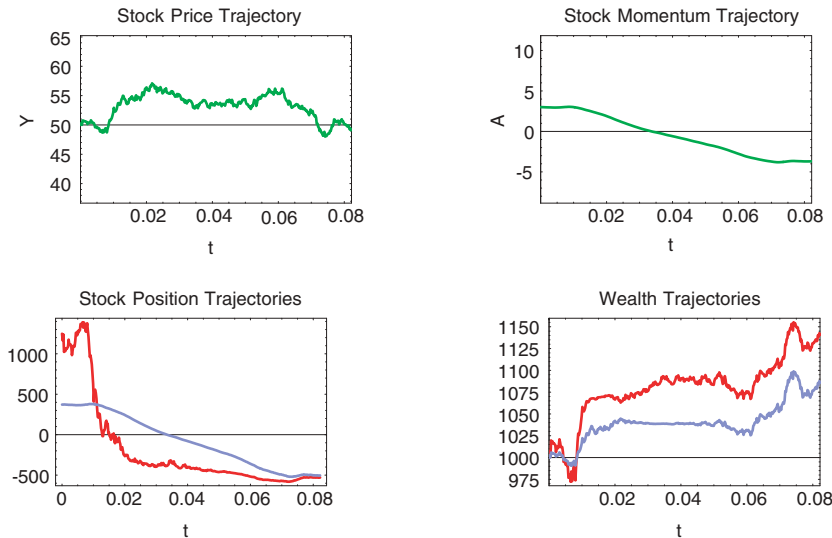 Stock Price Trajectory
65
60
55
50
45
40
Y
0.02 0.04 0.06 0.08
t
Stock Momentum Trajectory
10
5
0
-5
A
0.02 0.04 0.06 0.08
t
Stock Position Trajectories
1000
500
0
-500
0 0.02 0.04 0.06 0.08
t
Wealth Trajectories
1150
1125
1100
1075
1050
1025
1000
975
0.02 0.04 0.06 0.08
t